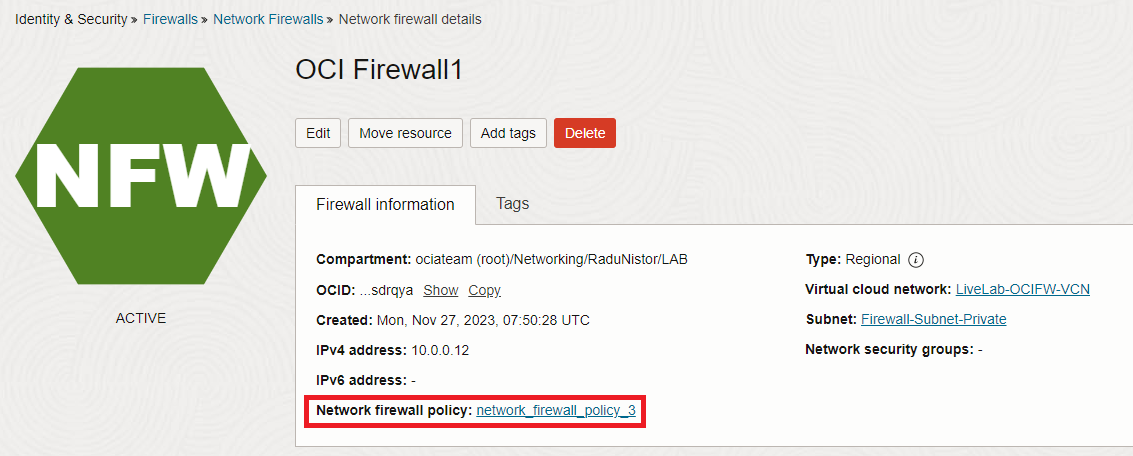 Identity & Security » Firewalls » Network Firewalls » Network firewall details
NFW
ACTIVE
OCI Firewall1
Edit Move resource Add tags Delete
Firewall information Tags
Compartment: ociateam (root)/Networking/RaduNistor/LAB
OCID: ...sdrqya Show Copy
Created: Mon, Nov 27, 2023, 07:50:28 UTC
IPv4 address: 10.0.0.12
IPv6 address: -
Network firewall policy: network_firewall_policy_3
Type: Regional i
Virtual cloud network: LiveLab-OCIFW-VCN
Subnet: Firewall-Subnet-Private
Network security groups: -